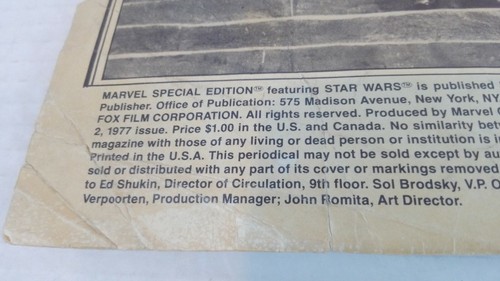 MARVEL SPECIAL EDITION™ featuring STAR WARS™ is published
Publisher. Office of Publication: 575 Madison Avenue, New York, NY
FOX FILM CORPORATION. All rights reserved. Produced by Marvel
2, 1977 issue. Price $1.00 in the U.S. and Canada. No similarity
magazine with those of any living or dead person or institution is
Printed in the U.S.A. This periodical may not be sold except by
sold or distributed with any part of its cover or markings removed
to Ed Shukin, Director of Circulation, 9th floor. Sol Brodsky, V.P.
Verpoorten, Production Manager; John Romita, Art Director.